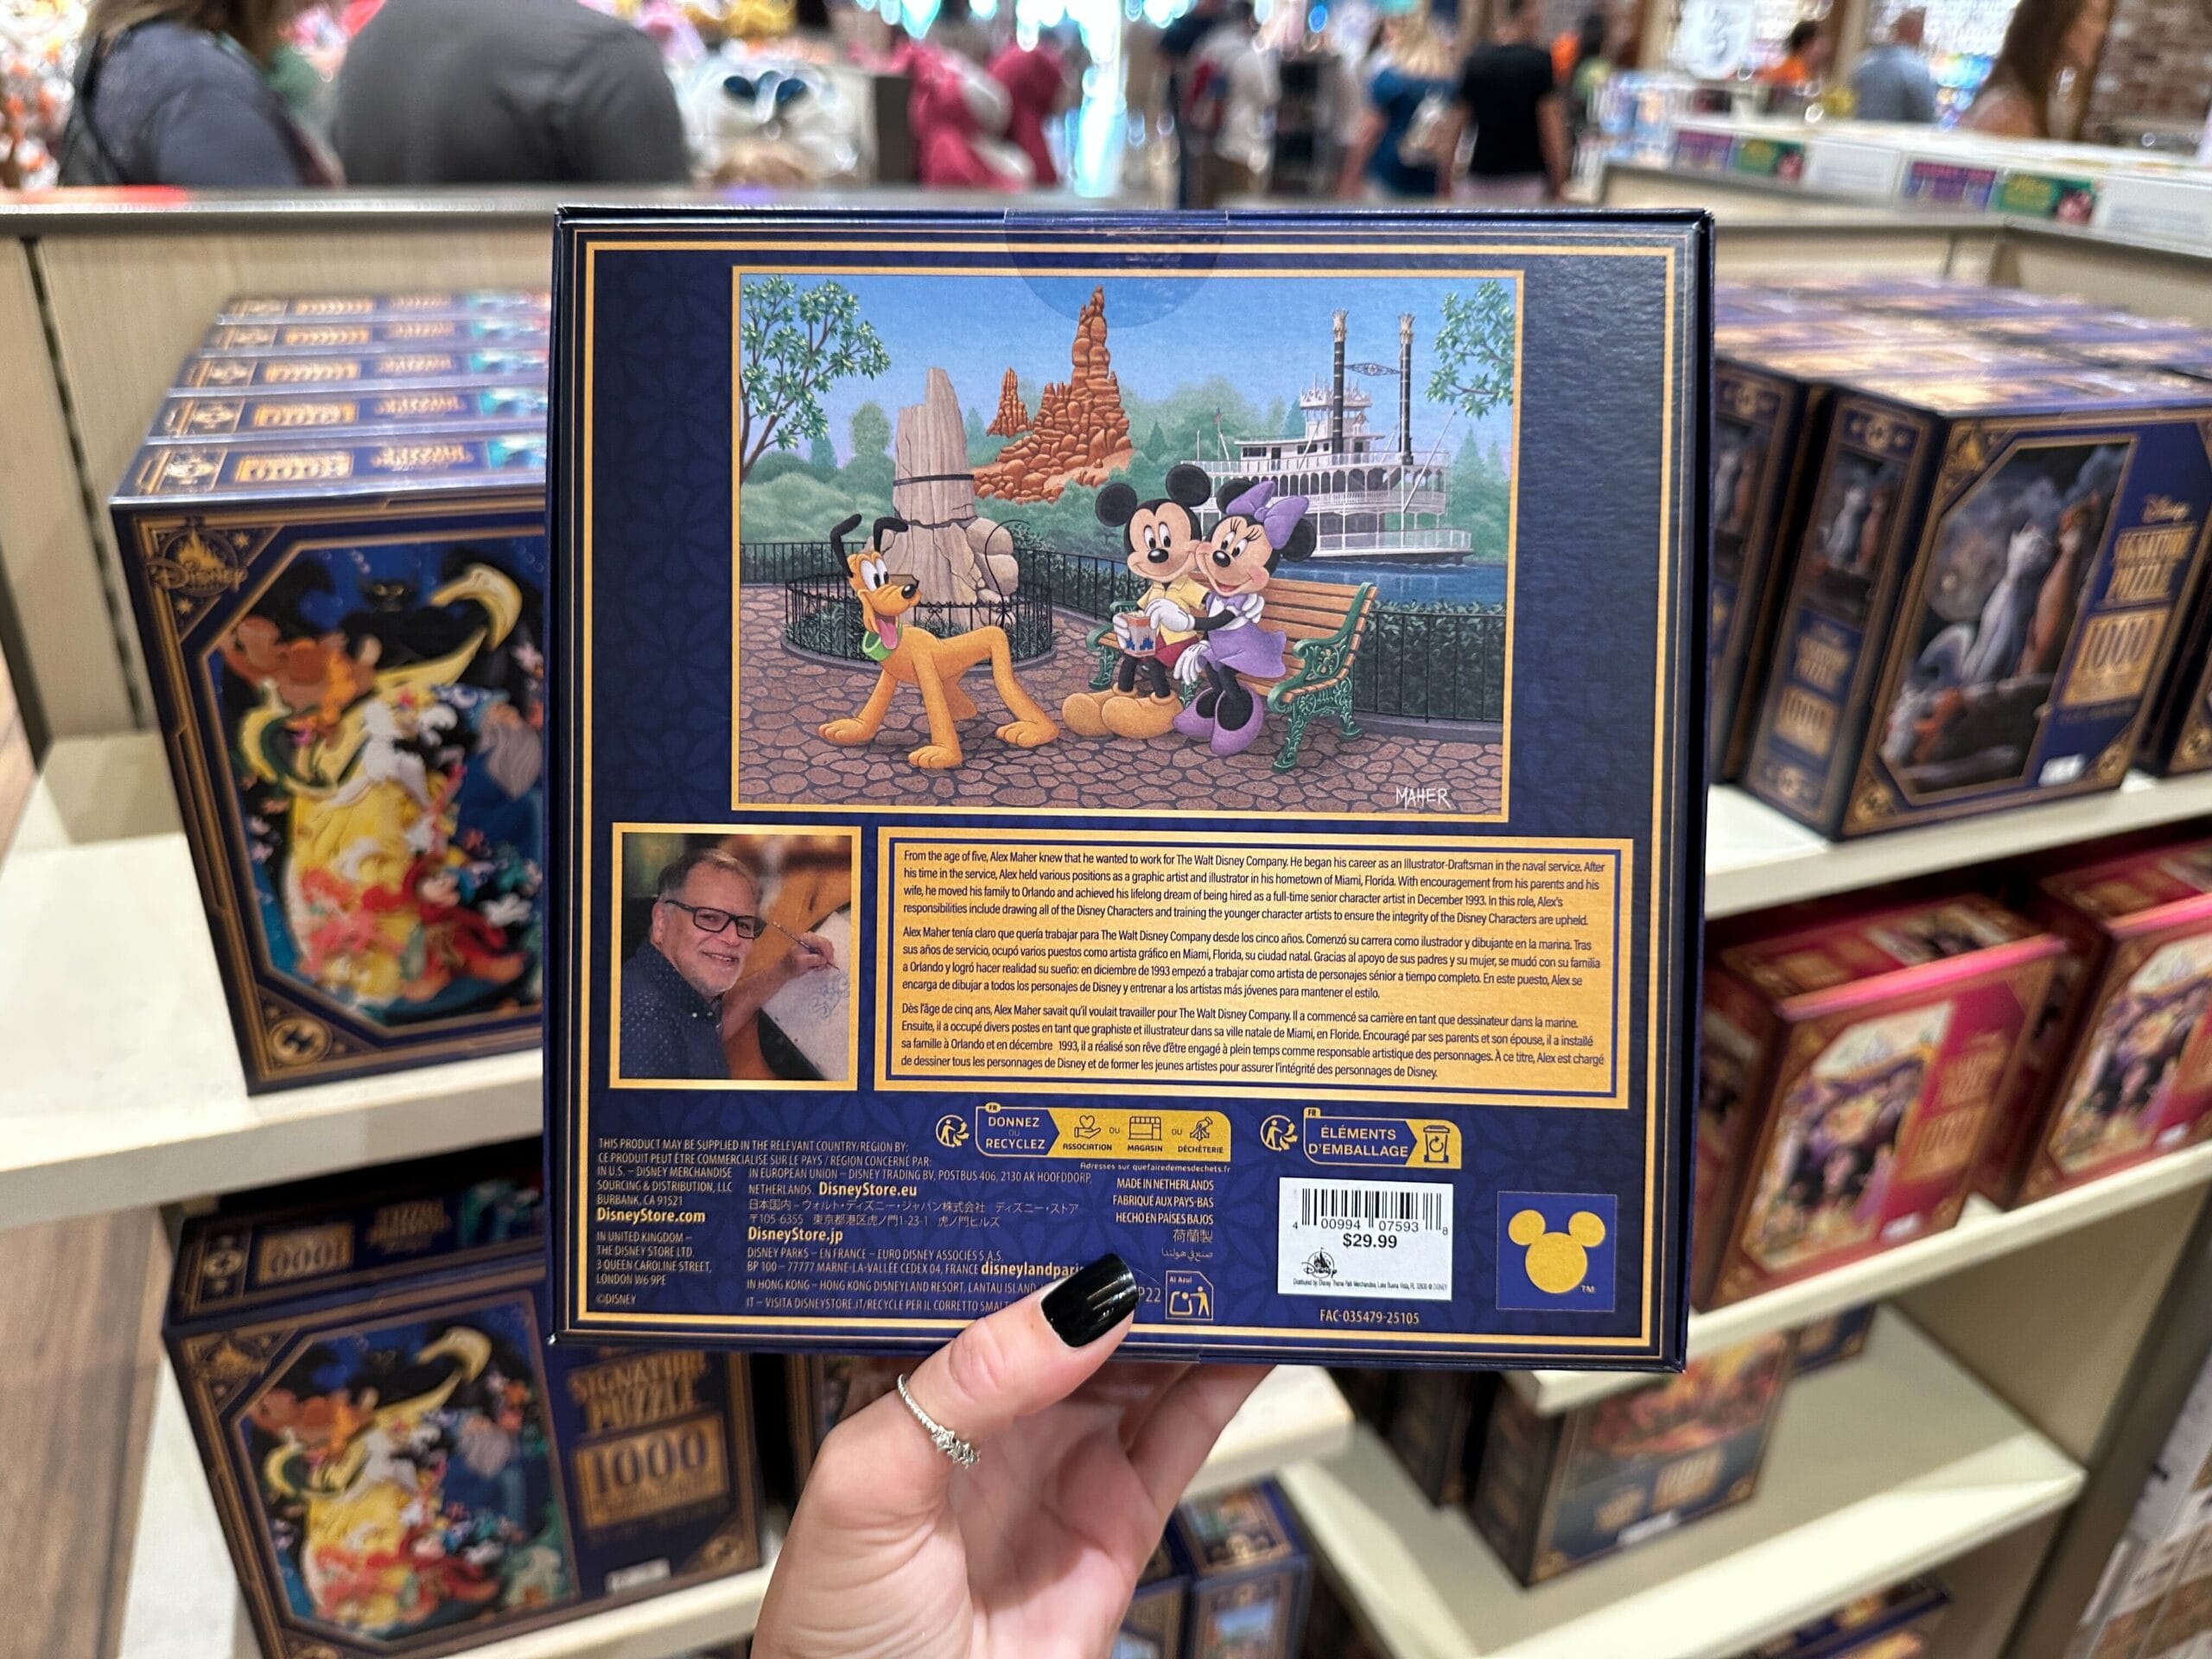 MAHER
From the age of five, Alex Maher knew that he wanted to work for The Walt Disney Company. He began his career as an Illustrator-Draftsman in the naval service. After
his time in the service, Alex held various positions as a graphic artist and illustrator in his hometown of Miami, Florida. With encouragement from his parents and his
wife, he moved his family to Orlando and achieved his lifelong dream of being hired as a full-time senior character artist in December 1993. In this role, Alex's
responsibilities include drawing all of the Disney Characters and training the younger character artists to ensure the integrity of the Disney Characters are upheld.
Alex Maher tenía claro que quería trabajar para The Walt Disney Company desde los cinco años. Comenzó su carrera como ilustrador y dibujante en la marina. Tras
sus años de servicio, ocupó varios puestos como artista gráfico en Miami, Florida, su ciudad natal. Gracias al apoyo de sus padres y su mujer, se mudó con su familia
a Orlando y logró hacer realidad su sueño: en diciembre de 1993 empezó a trabajar como artista de personajes sénior a tiempo completo. En este puesto, Alex se
encarga de dibujar a todos los personajes de Disney y entrenar a los artistas más jóvenes para mantener el estilo.
Dès l'âge de cinq ans, Alex Maher savait qu'il voulait travailler pour The Walt Disney Company. Il a commencé sa carrière en tant que dessinateur dans la marine.
Ensuite, il a occupé divers postes en tant que graphiste et illustrateur dans sa ville natale de Miami, en Floride. Encouragé par ses parents et son épouse, il a installé
sa famille à Orlando et en décembre 1993, il a réalisé son rêve d'être engagé à plein temps comme responsable artistique des personnages. À ce titre, Alex est chargé
de dessiner tous les personnages de Disney et de former les jeunes artistes pour assurer l'intégrité des personnages de Disney.
FR
DONNEZ
OU
RECYCLEZ
ASSOCIATION
OU
MAGASIN
OU
DÉCHÈTERIE
Adresses sur quefairedemesdechets.fr
FR
ÉLÉMENTS
D'EMBALLAGE
THIS PRODUCT MAY BE SUPPLIED IN THE RELEVANT COUNTRY/REGION BY:
CE PRODUIT PEUT ÊTRE COMMERCIALISÉ SUR LE PAYS / RÉGION CONCERNÉ PAR:
IN U.S. – DISNEY MERCHANDISE
SOURCING & DISTRIBUTION, LLC
BURBANK, CA 91521
DisneyStore.com
IN UNITED KINGDOM –
THE DISNEY STORE LTD.
3 QUEEN CAROLINE STREET,
LONDON W6 9PE
©DISNEY
IN EUROPEAN UNION – DISNEY TRADING BV, POSTBUS 406, 2130 AK HOOFDDORP,
NETHERLANDS DisneyStore.eu
日本国内-ウォルト・ディズニー・ジャパン株式会社 ディズニー・ストア
〒105-6355 東京都港区虎ノ門1-23-1 虎ノ門ヒルズ
DisneyStore.jp
DISNEY PARKS – EN FRANCE – EURO DISNEY ASSOCIÉS S.A.S.
BP 100 – 77777 MARNE-LA-VALLEE CEDEX 04, FRANCE disneylandpari
IN HONG KONG – HONG KONG DISNEYLAND RESORT, LANTAU ISLAND
IT – VISITA DISNEYSTORE.IT/RECYCLE PER IL CORRETTO SMAL
MADE IN NETHERLANDS
FABRIQUÉ AUX PAYS-BAS
HECHO EN PAÍSES BAJOS
荷蘭製
صنع في هولندا
P22
Al Azul
4 00994 07593 8
$29.99
Disney
FAC-035479-25105
TM
Disney
SIGNATURE
PUZZLE
1000
Disney
SIGNATURE
PUZZLE
1000